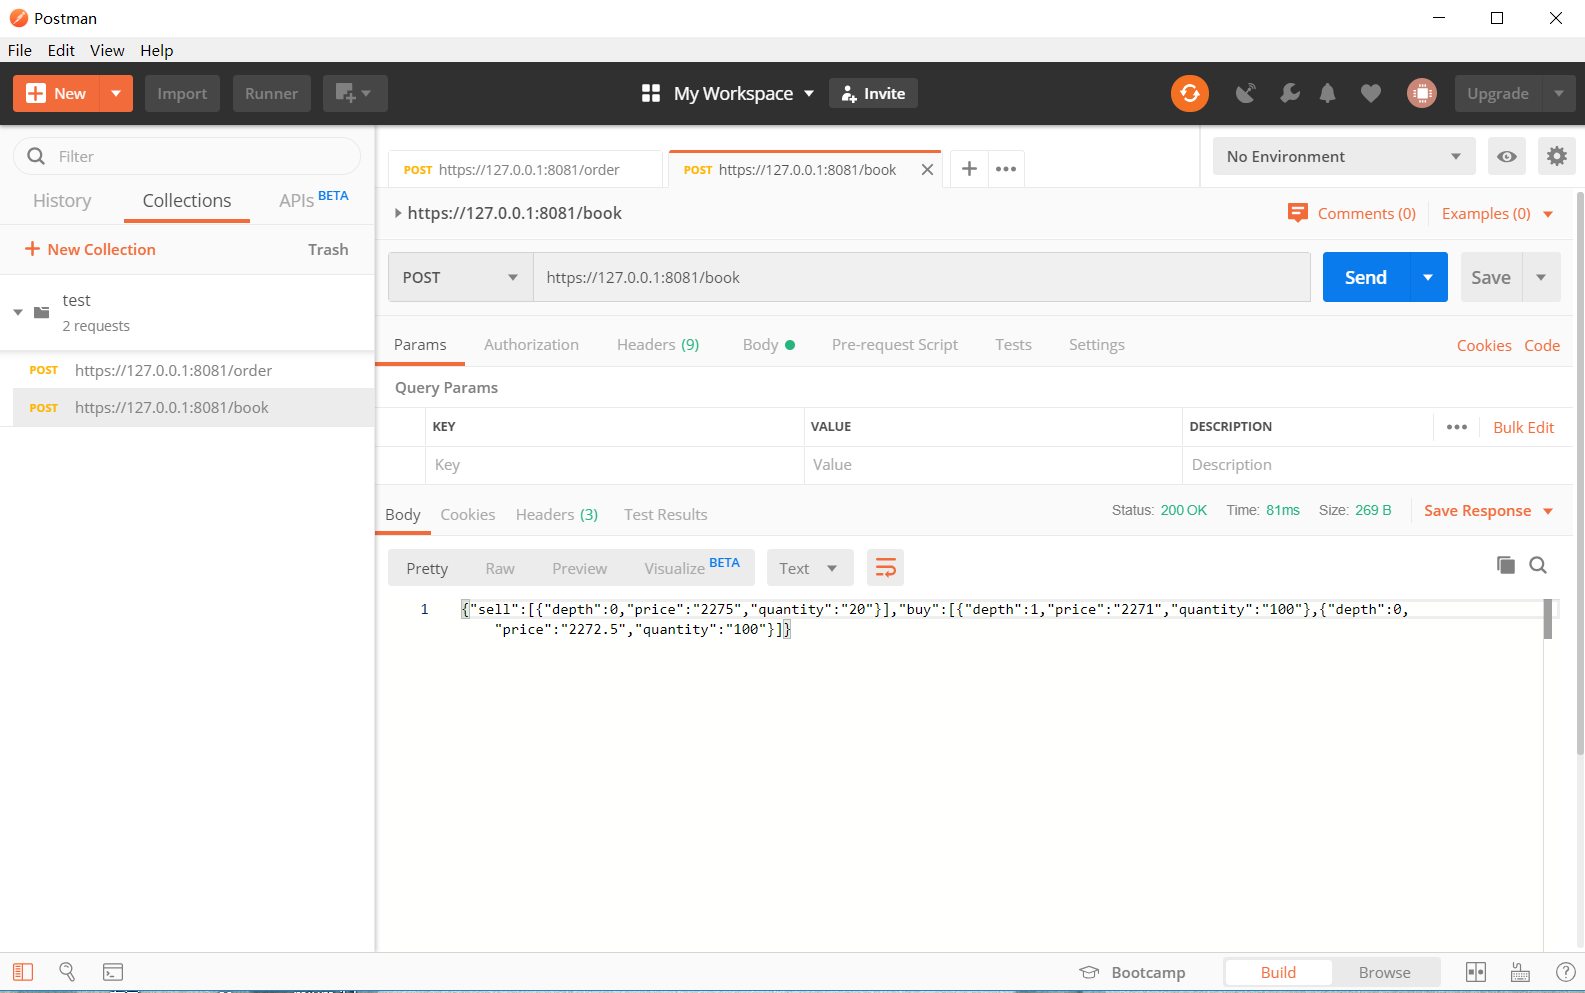 Postman
File Edit View Help
New Import Runner My Workspace Invite Upgrade
Filter
History Collections APIs BETA
New Collection Trash
test
2 requests
POST https://127.0.0.1:8081/order
POST https://127.0.0.1:8081/book
POST https://127.0.0.1:8081/order POST https://127.0.0.1:8081/book
No Environment
https://127.0.0.1:8081/book Comments (0) Examples (0)
POST https://127.0.0.1:8081/book Send Save
Params Authorization Headers (9) Body Pre-request Script Tests Settings Cookies Code
Query Params
KEY VALUE DESCRIPTION Bulk Edit
Key Value Description
Body Cookies Headers (3) Test Results Status: 200 OK Time: 81ms Size: 269 B Save Response
Pretty Raw Preview Visualize BETA Text
1 {"sell":[{"depth":0,"price":"2275","quantity":"20"}],"buy":[{"depth":1,"price":"2271","quantity":"100"},{"depth":0,
"price":"2272.5","quantity":"100"}]}
Bootcamp Build Browse